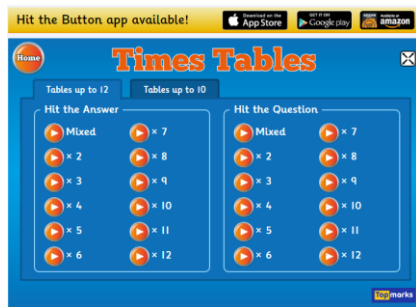 Hit the Button app available!
Download on the App Store
GET IT ON Google play
Available at amazon
Home
Times Tables
Tables up to 12
Tables up to 10
Hit the Answer
Mixed
× 7
× 2
× 8
× 3
× 9
× 4
× 10
× 5
× 11
× 6
× 12
Hit the Question
Mixed
× 7
× 2
× 8
× 3
× 9
× 4
× 10
× 5
× 11
× 6
× 12
Topmarks